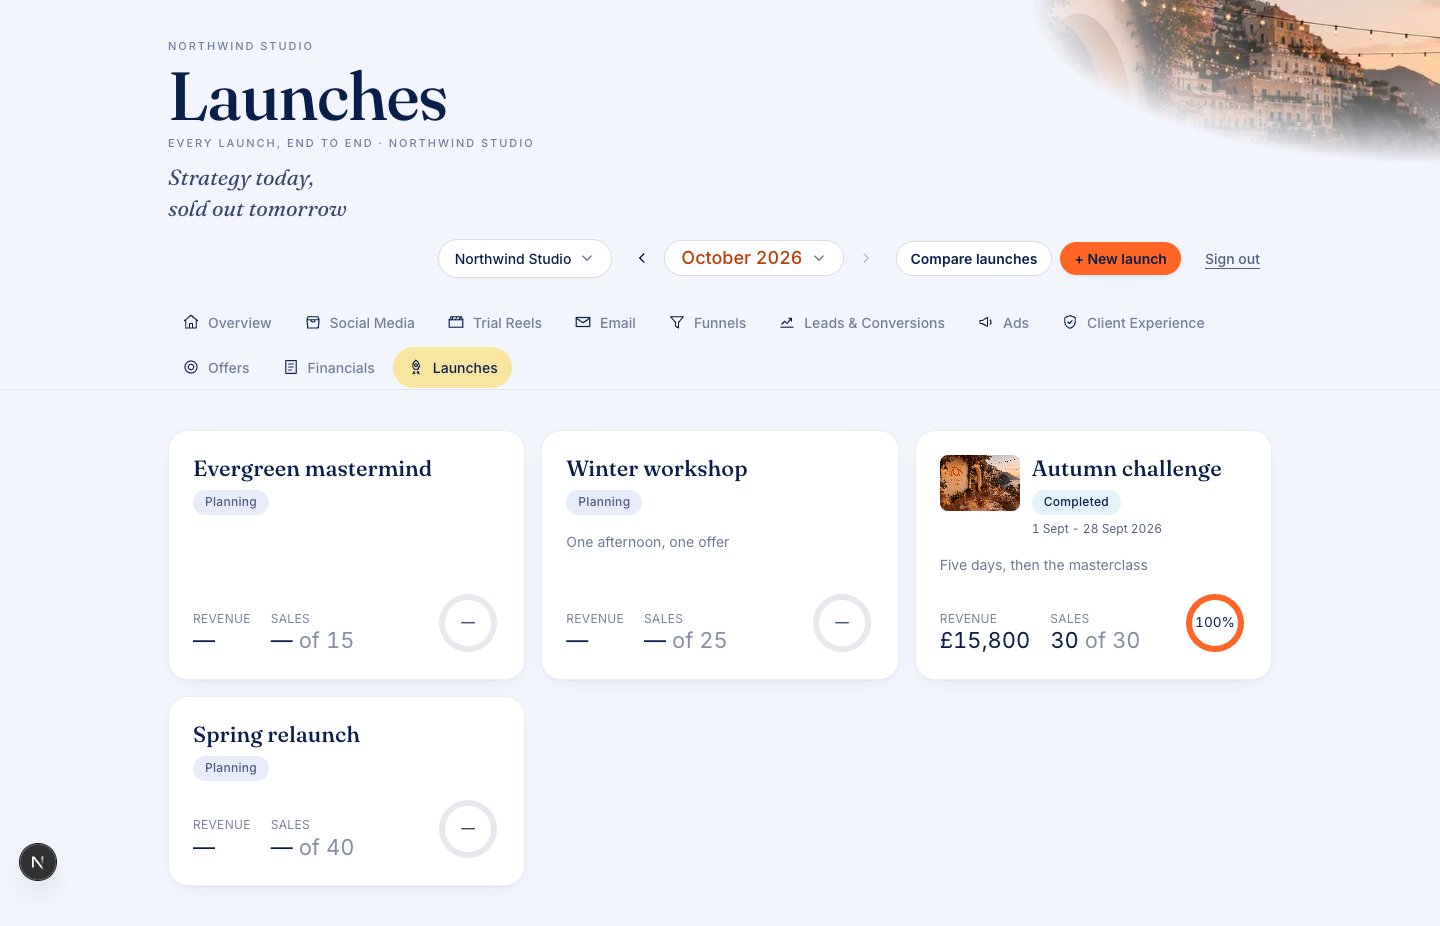 NORTHWIND STUDIO
Launches
EVERY LAUNCH, END TO END · NORTHWIND STUDIO
Strategy today,
sold out tomorrow
Northwind Studio
October 2026
Compare launches
+ New launch
Sign out
Overview
Social Media
Trial Reels
Email
Funnels
Leads & Conversions
Ads
Client Experience
Offers
Financials
Launches
Evergreen mastermind
Planning
REVENUE
SALES
—
— of 15
—
Winter workshop
Planning
One afternoon, one offer
REVENUE
SALES
—
— of 25
—
Autumn challenge
Completed
1 Sept - 28 Sept 2026
Five days, then the masterclass
REVENUE
SALES
£15,800
30 of 30
100%
Spring relaunch
Planning
REVENUE
SALES
—
— of 40
—
N